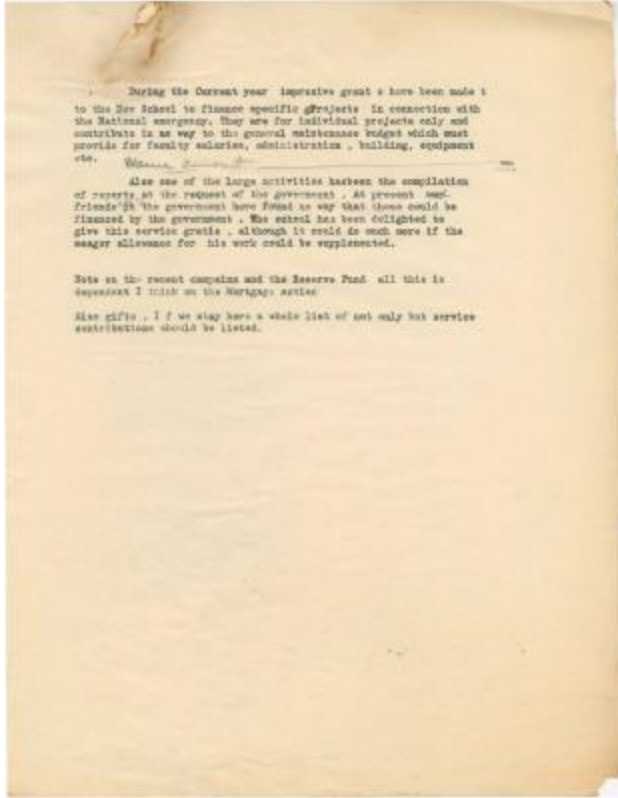 During the Current year impresive grant s have been made t
to the New School to finance specific Projects in connection with
the National emergency. They are for individual projects only and
contribute in no way to the general maintenance budget which must
provide for faculty salaries, administration , building, equipment
etc. Name
Also one of the large activities hasbeen the compilation
of reports at the request of the government . At present our
friends in the government have found no way that these could be
financed by the government . The school has been delighted to
give this service gratis . although it could do much more if the
meager allowance for his work could be supplemented.
Note on the recent campaign and the Reserve Fund all this is
dependent I think on the Mortgage action
Also gifts . I f we stay here a whole list of not only but service
contributions should be listed.